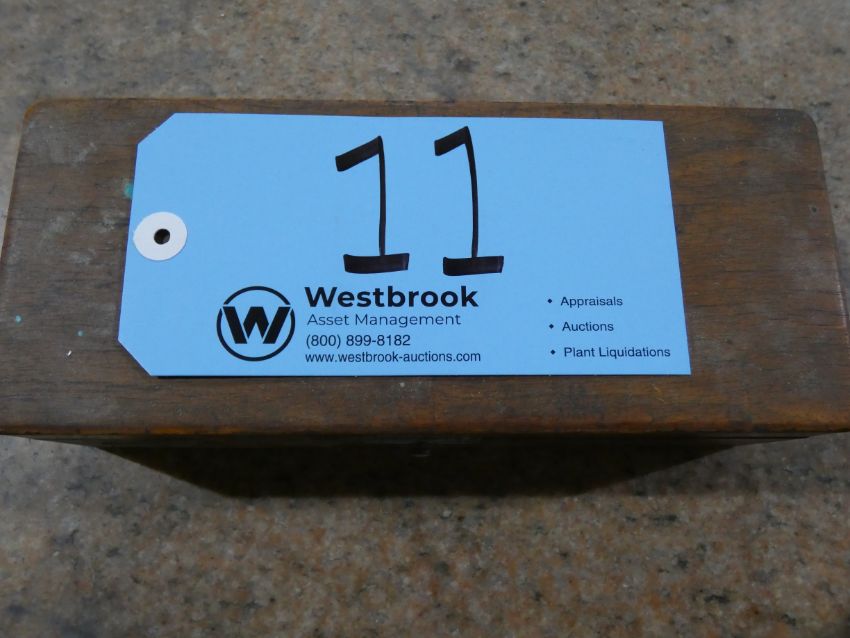 11
W
Westbrook
Asset Management
(800) 899-8182
www.westbrook-auctions.com
• Appraisals
• Auctions
• Plant Liquidations